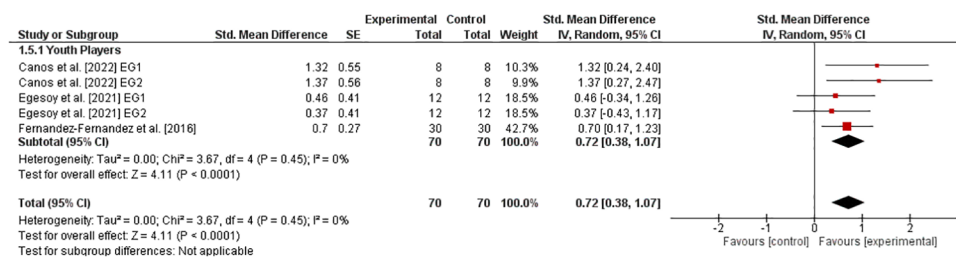 Experimental Control Std. Mean Difference Std. Mean Difference
Study or Subgroup Std. Mean Difference SE Total Total Weight IV, Random, 95% CI IV, Random, 95% CI
1.5.1 Youth Players
Canos et al. [2022] EG1 1.32 0.55 8 8 10.3% 1.32 [0.24, 2.40]
Canos et al. [2022] EG2 1.37 0.56 8 8 9.9% 1.37 [0.27, 2.47]
Egesoy et al. [2021] EG1 0.46 0.41 12 12 18.5% 0.46 [-0.34, 1.26]
Egesoy et al. [2021] EG2 0.37 0.41 12 12 18.5% 0.37 [-0.43, 1.17]
Fernandez-Fernandez et al. [2016] 0.7 0.27 30 30 42.7% 0.70 [0.17, 1.23]
Subtotal (95% CI) 70 70 100.0% 0.72 [0.38, 1.07]
Heterogeneity: Tau² = 0.00; Chi² = 3.67, df = 4 (P = 0.45); I² = 0%
Test for overall effect: Z = 4.11 (P < 0.0001)
Total (95% CI) 70 70 100.0% 0.72 [0.38, 1.07]
Heterogeneity: Tau² = 0.00; Chi² = 3.67, df = 4 (P = 0.45); I² = 0%
Test for overall effect: Z = 4.11 (P < 0.0001)
Test for subgroup differences: Not applicable
-2 -1 0 1 2
Favours [control] Favours [experimental]